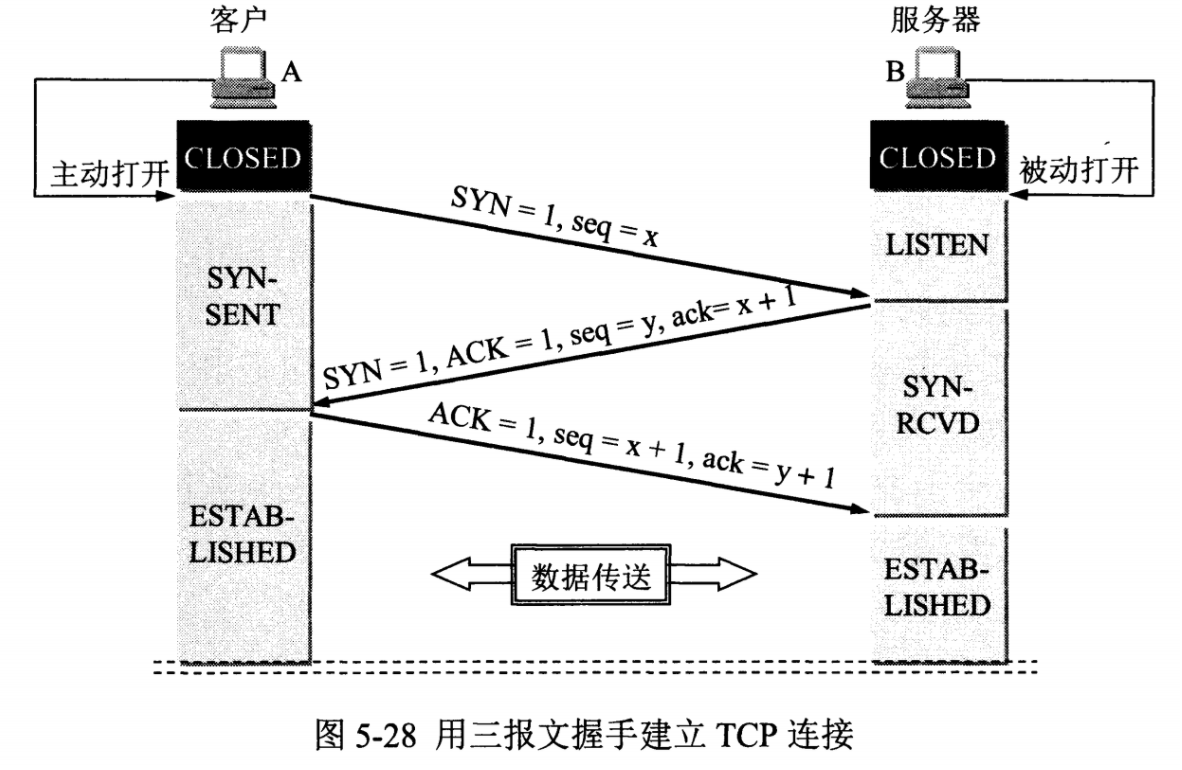 客户
服务器
A
B
CLOSED
CLOSED
主动打开
被动打开
SYN = 1, seq = x
LISTEN
SYN-
SENT
SYN = 1, ACK = 1, seq = y, ack= x + 1
SYN-
RCVD
ACK = 1, seq = x + 1, ack = y + 1
ESTAB-
LISHED
数据传送
ESTAB-
LISHED
图 5-28 用三报文握手建立 TCP 连接